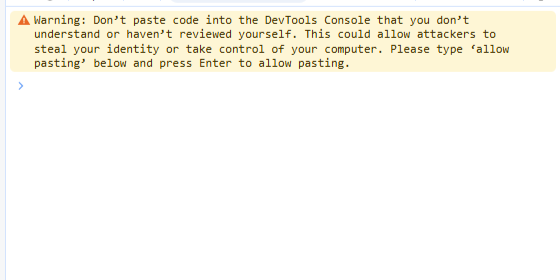 Warning: Don’t paste code into the DevTools Console that you don’t
understand or haven’t reviewed yourself. This could allow attackers to
steal your identity or take control of your computer. Please type ‘allow
pasting’ below and press Enter to allow pasting.